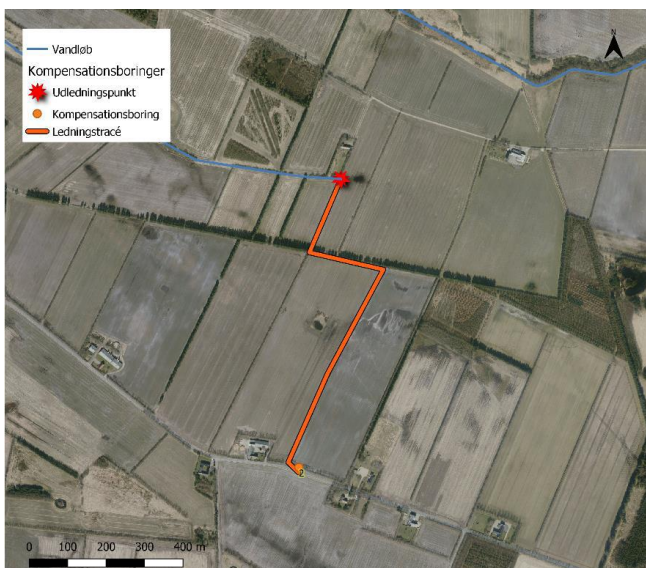 Vandløb
Kompensationsboringer
Udledningspunkt
Kompensationsboring
Ledningstracé
N
0 100 200 300 400 m